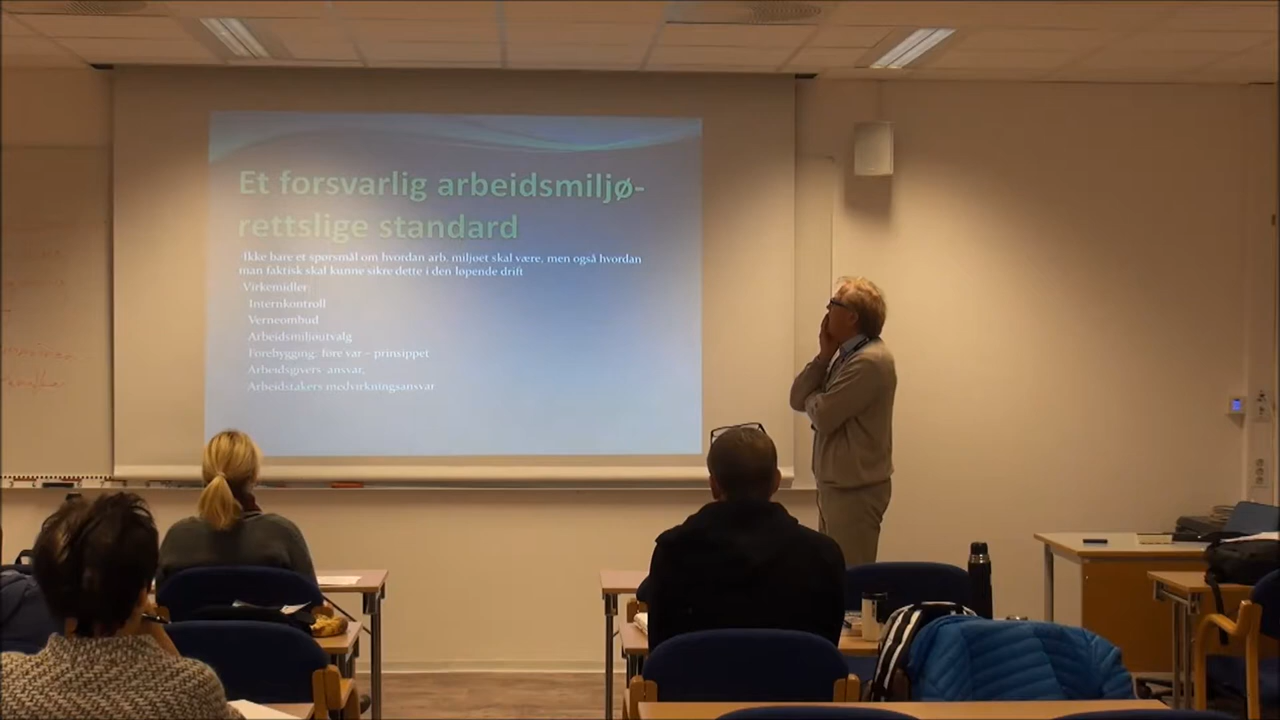 Et forsvarlig arbeidsmiljø-
rettslige standard
-Ikke bare et spørsmål om hvordan arb. miljøet skal være, men også hvordan
man faktisk skal kunne sikre dette i den løpende drift
Virkemidler:
Internkontroll
Verneombud
Arbeidsmiljøutvalg
Forebygging: føre var – prinsippet
Arbeidsgivers ansvar,
Arbeidstakers medvirkningsansvar